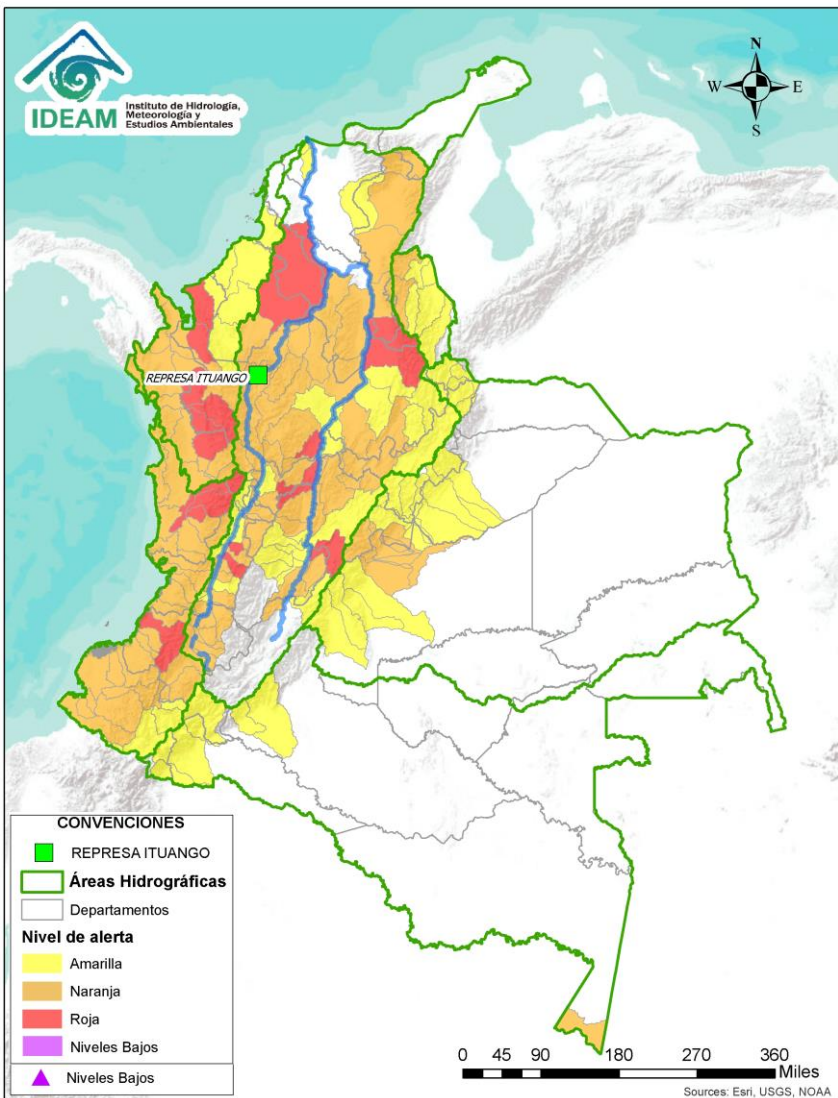 IDEAM
Instituto de Hidrología,
Meteorología y
Estudios Ambientales
N
W
E
S
REPRESA ITUANGO
CONVENCIONES
REPRESA ITUANGO
Áreas Hidrográficas
Departamentos
Nivel de alerta
Amarilla
Naranja
Roja
Niveles Bajos
Niveles Bajos
0 45 90 180 270 360
Miles
Sources: Esri, USGS, NOAA